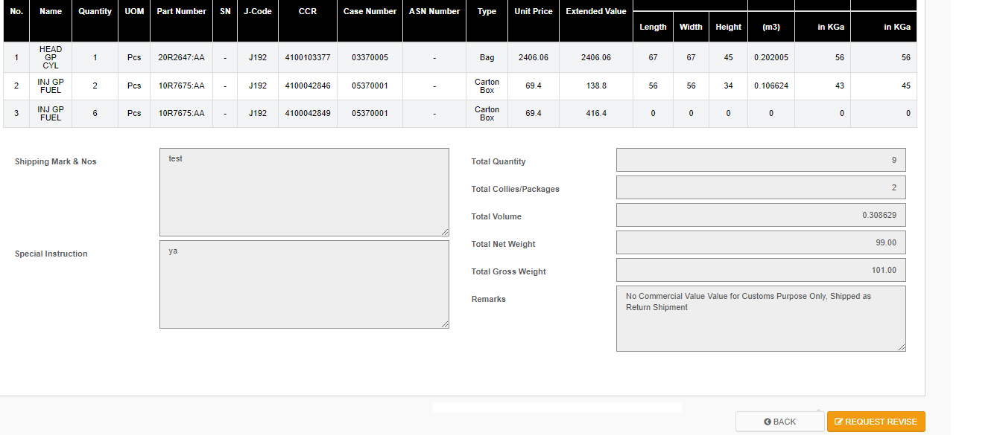 No. Name Quantity UOM Part Number SN J-Code CCR Case Number ASN Number Type Unit Price Extended Value
Length Width Height (m3) in KGa in KGa
1 HEAD GP CYL 1 Pcs 20R2647:AA - J192 4100103377 03370005 - Bag 2406.06 2406.06 67 67 45 0.202005 56 56
2 INJ GP FUEL 2 Pcs 10R7675:AA - J192 4100042846 05370001 - Carton Box 69.4 138.8 56 56 34 0.106624 43 45
3 INJ GP FUEL 6 Pcs 10R7675:AA - J192 4100042849 05370001 - Carton Box 69.4 416.4 0 0 0 0 0 0
Shipping Mark & Nos
test
Special Instruction
ya
Total Quantity 9
Total Collies/Packages 2
Total Volume 0.308629
Total Net Weight 99.00
Total Gross Weight 101.00
Remarks
No Commercial Value Value for Customs Purpose Only, Shipped as
Return Shipment
BACK
REQUEST REVISE